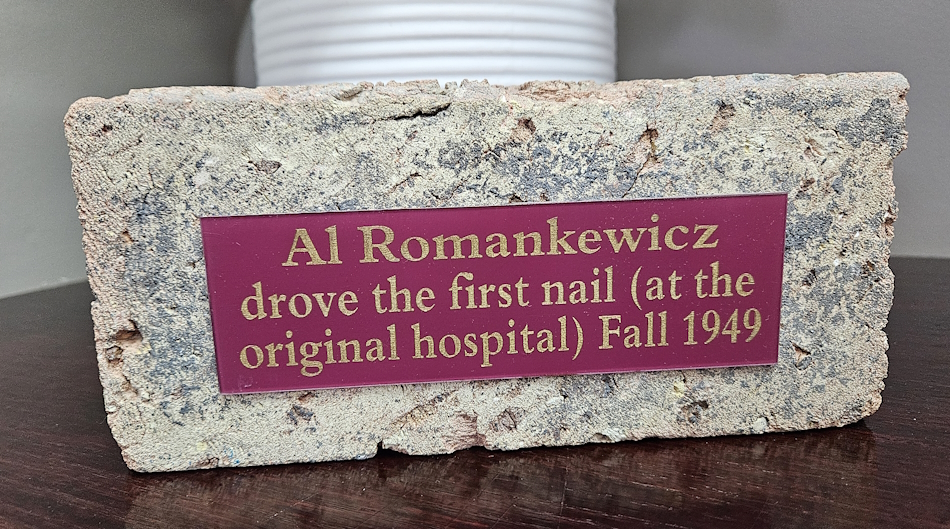 Al Romankewicz
drove the first nail (at the
original hospital) Fall 1949